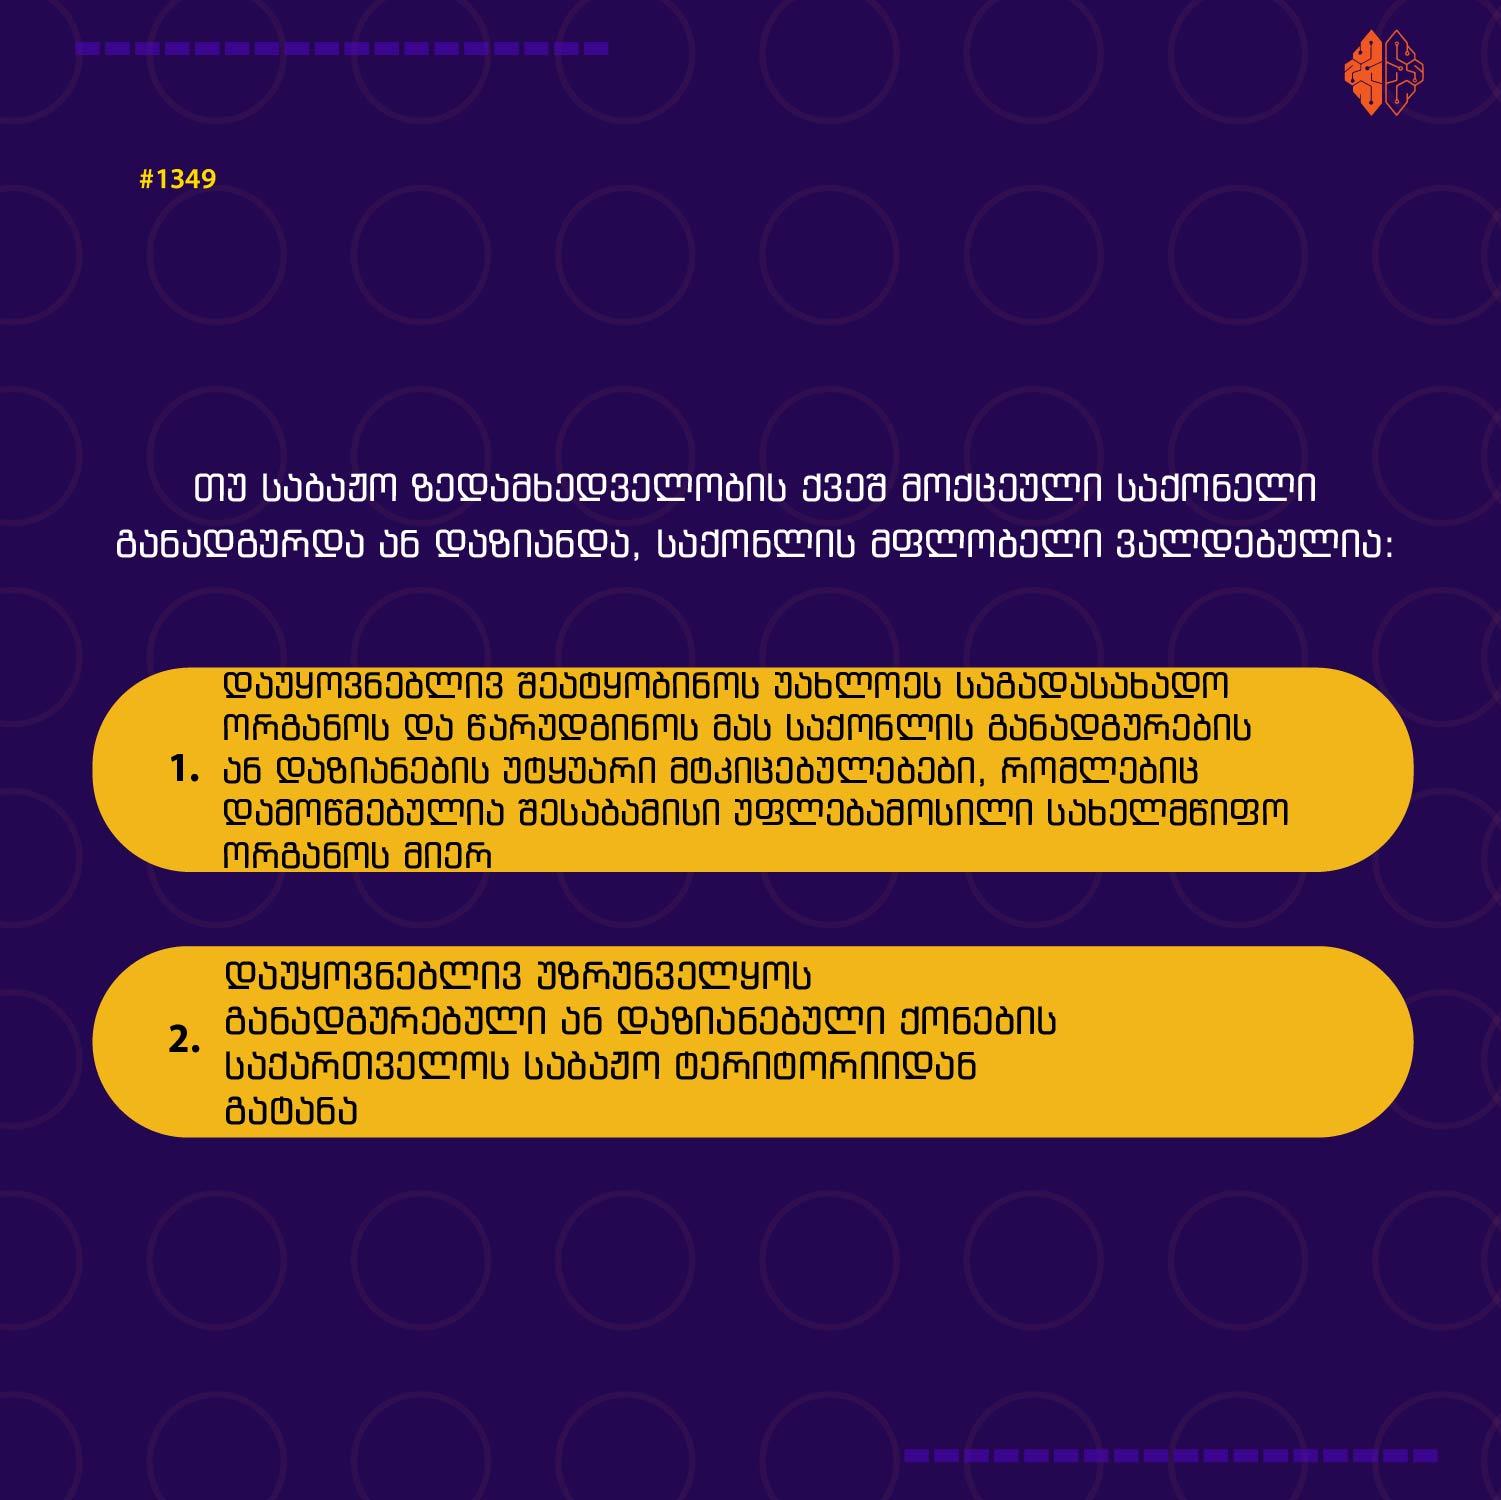 #1349
თუ საბაჟო ზედამხედველობის ქვეშ მოქცეული საქონელი
განადგურდა ან დაზიანდა, საქონლის მფლობელი ვალდებულია:
დაუყოვნებლივ შეატყობინოს უახლოეს საგადასახადო
ორგანოს და წარუდგინოს მას საქონლის განადგურების
1. ან დაზიანების უტყუარი მტკიცებულებები, რომლებიც
დამოწმებულია შესაბამისი უფლებამოსილი სახელმწიფო
ორგანოს მიერ
დაუყოვნებლივ უზრუნველყოს
2. განადგურებული ან დაზიანებული ქონების
საქართველოს საბაჟო ტერიტორიიდან
გატანა